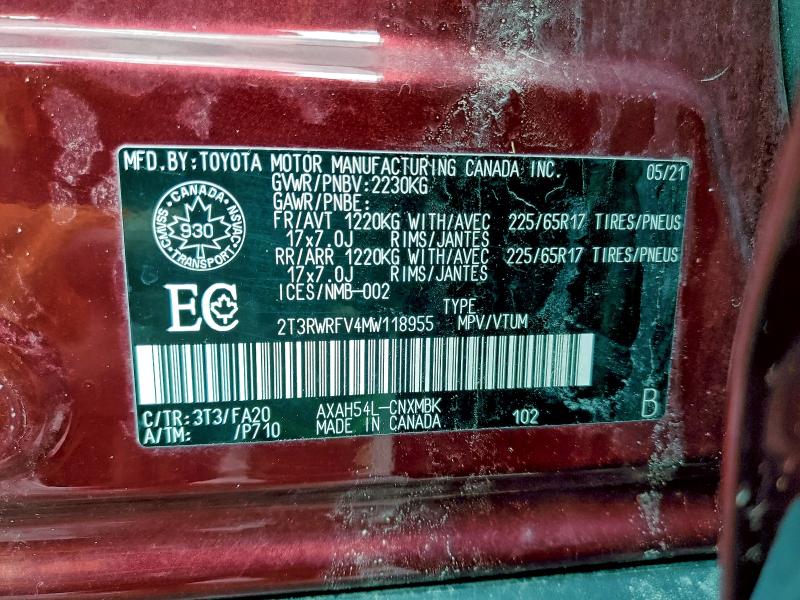 MFD.BY:TOYOTA MOTOR MANUFACTURING CANADA INC. 05/21
GVWR/PNBV:2230KG
GAWR/PNBE:
FR/AVT 1220KG WITH/AVEC 225/65R17 TIRES/PNEUS
17x7.0J RIMS/JANTES
RR/ARR 1220KG WITH/AVEC 225/65R17 TIRES/PNEUS
17x7.0J RIMS/JANTES
ICES/NMB-002
CANADA
CMVSS NSVAC
930
TRANSPORT
EC
TYPE
2T3RWRFV4MW118955 MPV/VTUM
C/TR:3T3/FA20 AXAH54L-CNXMBK 102 B
A/TM: /P710 MADE IN CANADA